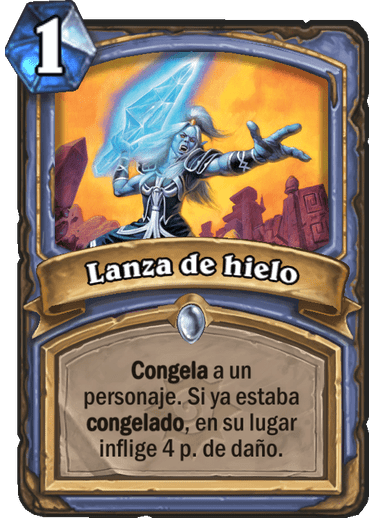 1
Lanza de hielo
Congela a un
personaje. Si ya estaba
congelado, en su lugar
inflige 4 p. de daño.